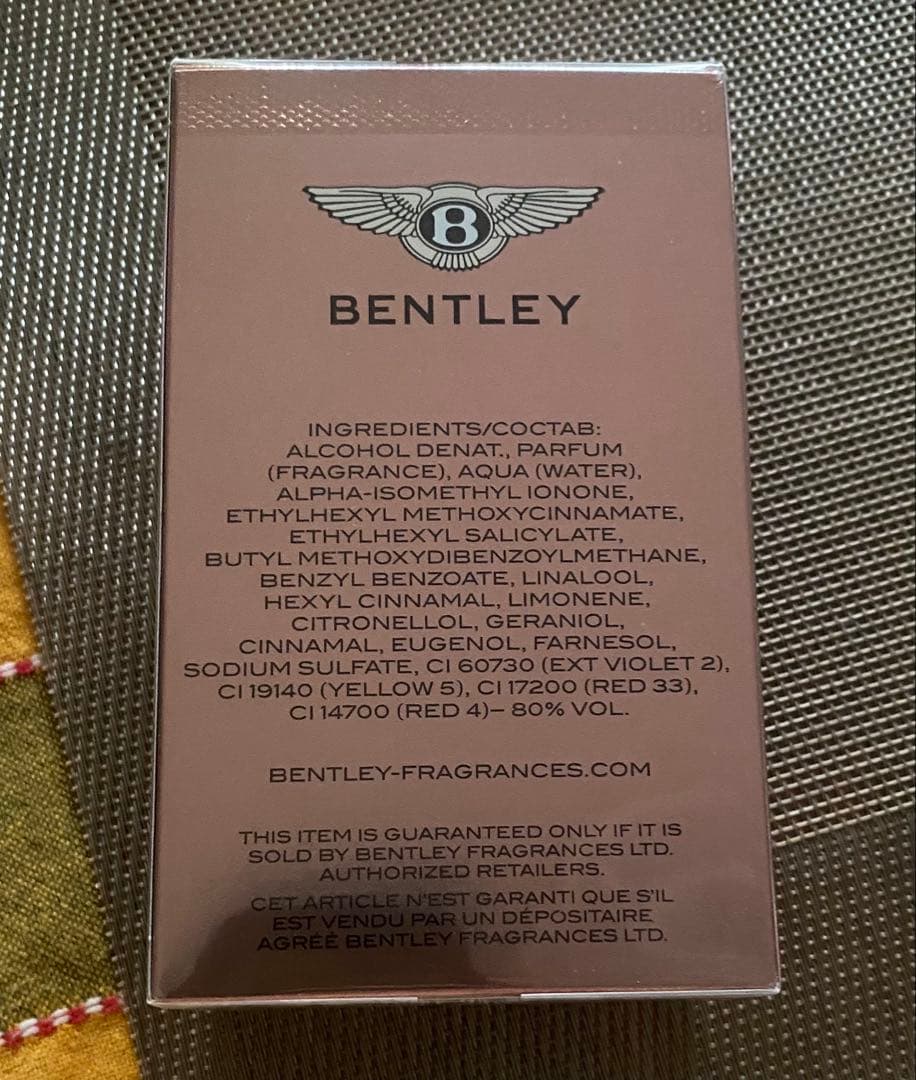 B
BENTLEY
INGREDIENTS/СОСТАВ:
ALCOHOL DENAT., PARFUM
(FRAGRANCE), AQUA (WATER),
ALPHA-ISOMETHYL IONONE,
ETHYLHEXYL METHOXYCINNAMATE,
ETHYLHEXYL SALICYLATE,
BUTYL METHOXYDIBENZOYLMETHANE,
BENZYL BENZOATE, LINALOOL,
HEXYL CINNAMAL, LIMONENE,
CITRONELLOL, GERANIOL,
CINNAMAL, EUGENOL, FARNESOL,
SODIUM SULFATE, CI 60730 (EXT VIOLET 2),
CI 19140 (YELLOW 5), CI 17200 (RED 33),
CI 14700 (RED 4)– 80% VOL.
BENTLEY-FRAGRANCES.COM
THIS ITEM IS GUARANTEED ONLY IF IT IS
SOLD BY BENTLEY FRAGRANCES LTD.
AUTHORIZED RETAILERS.
CET ARTICLE N'EST GARANTI QUE S'IL
EST VENDU PAR UN DÉPOSITAIRE
AGRÉÉ BENTLEY FRAGRANCES LTD.